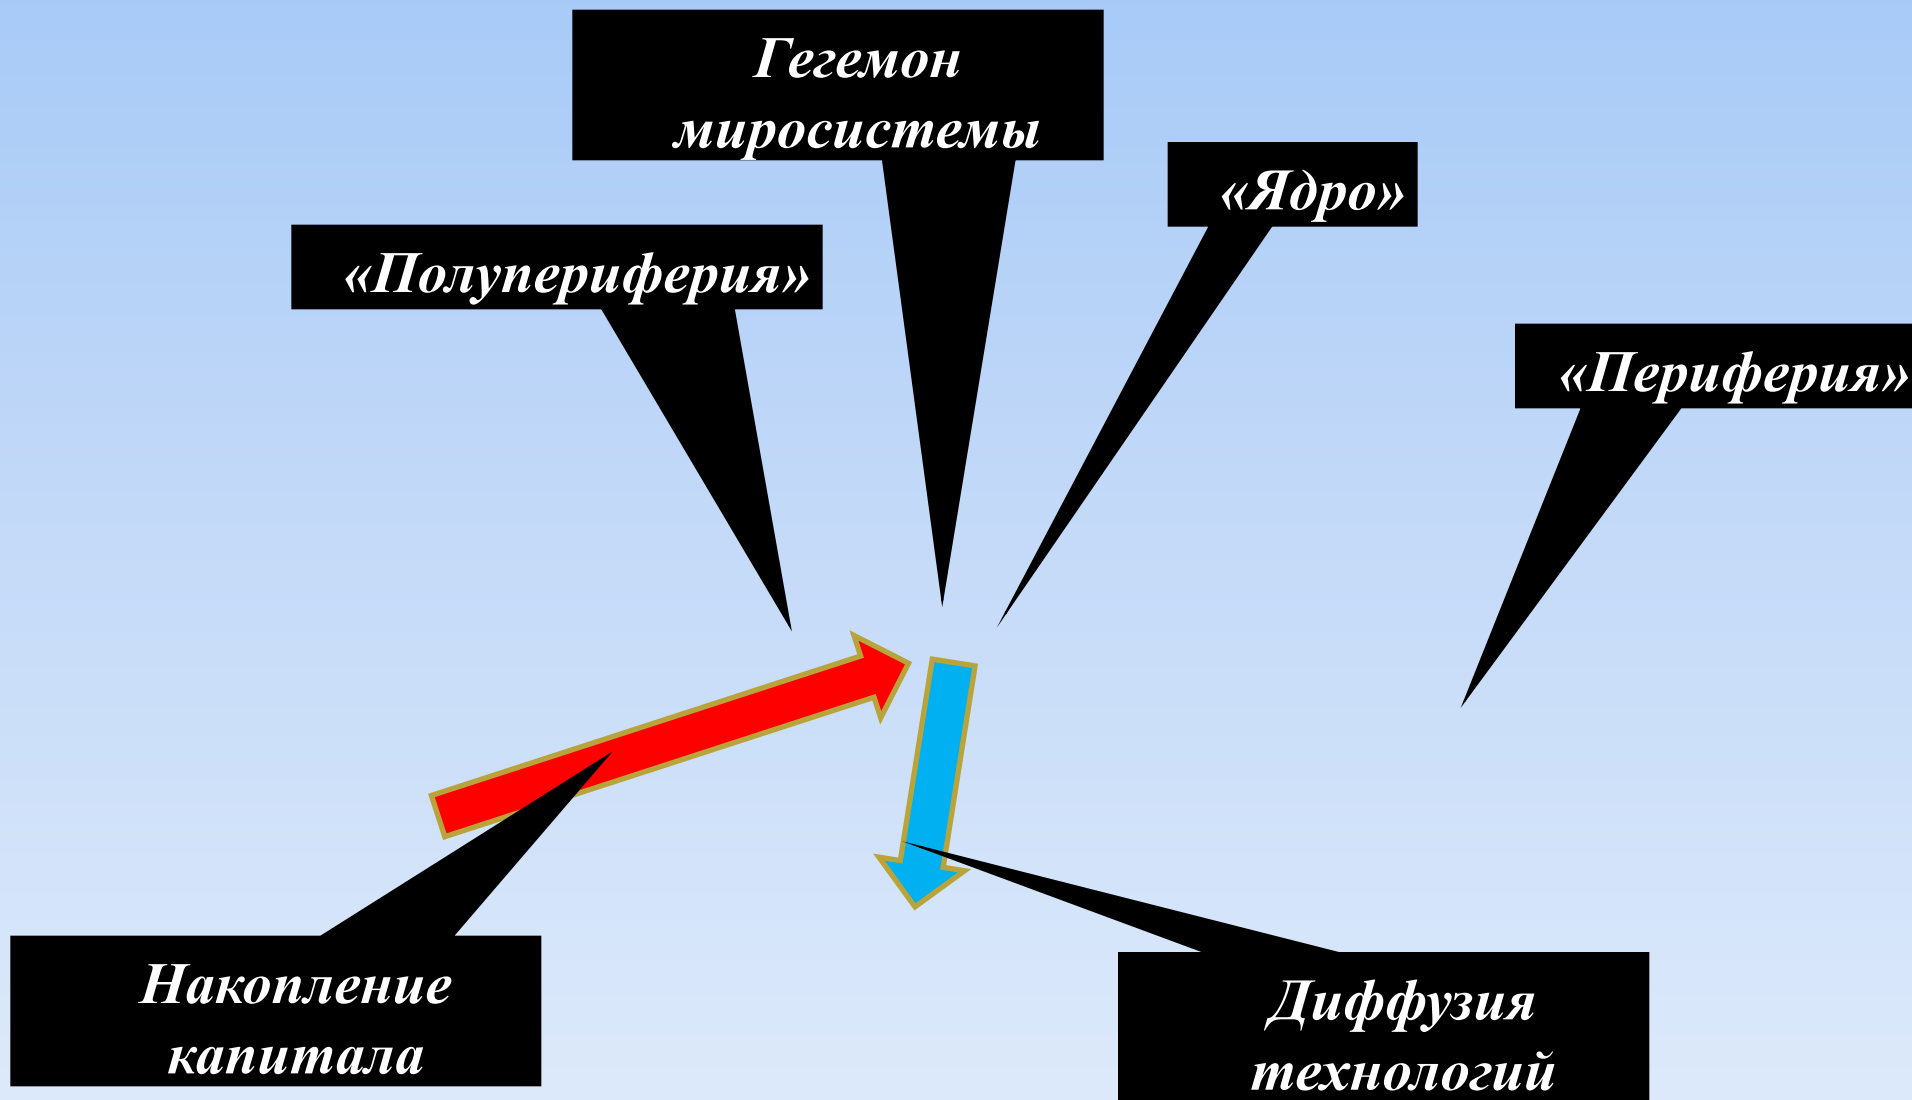 Гегемон
миросистемы
«Ядро»
«Полупериферия»
«Периферия»
Накопление
капитала
Диффузия
технологий